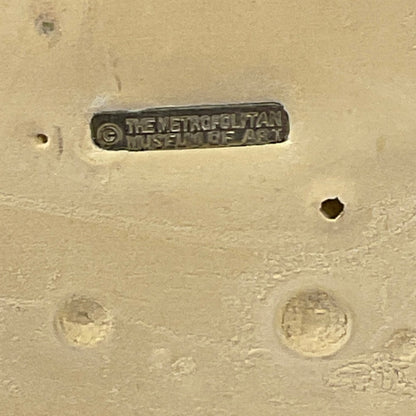 © THE METROPOLITAN
MUSEUM OF ART